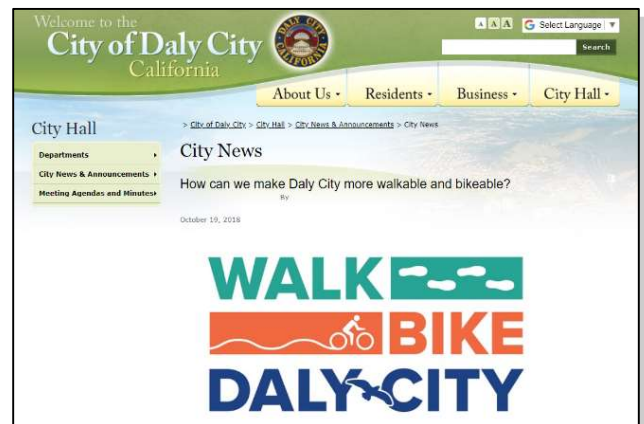 Welcome to the
City of Daly City
California
DALY CITY
CALIFORNIA
A A A
G Select Language ▼
Search
About Us
Residents
Business
City Hall
City Hall
Departments
City News & Announcements
Meeting Agendas and Minutes
> City of Daly City > City Hall > City News & Announcements > City News
City News
How can we make Daly City more walkable and bikeable?
By
October 19, 2016
WALK
BIKE
DALY CITY